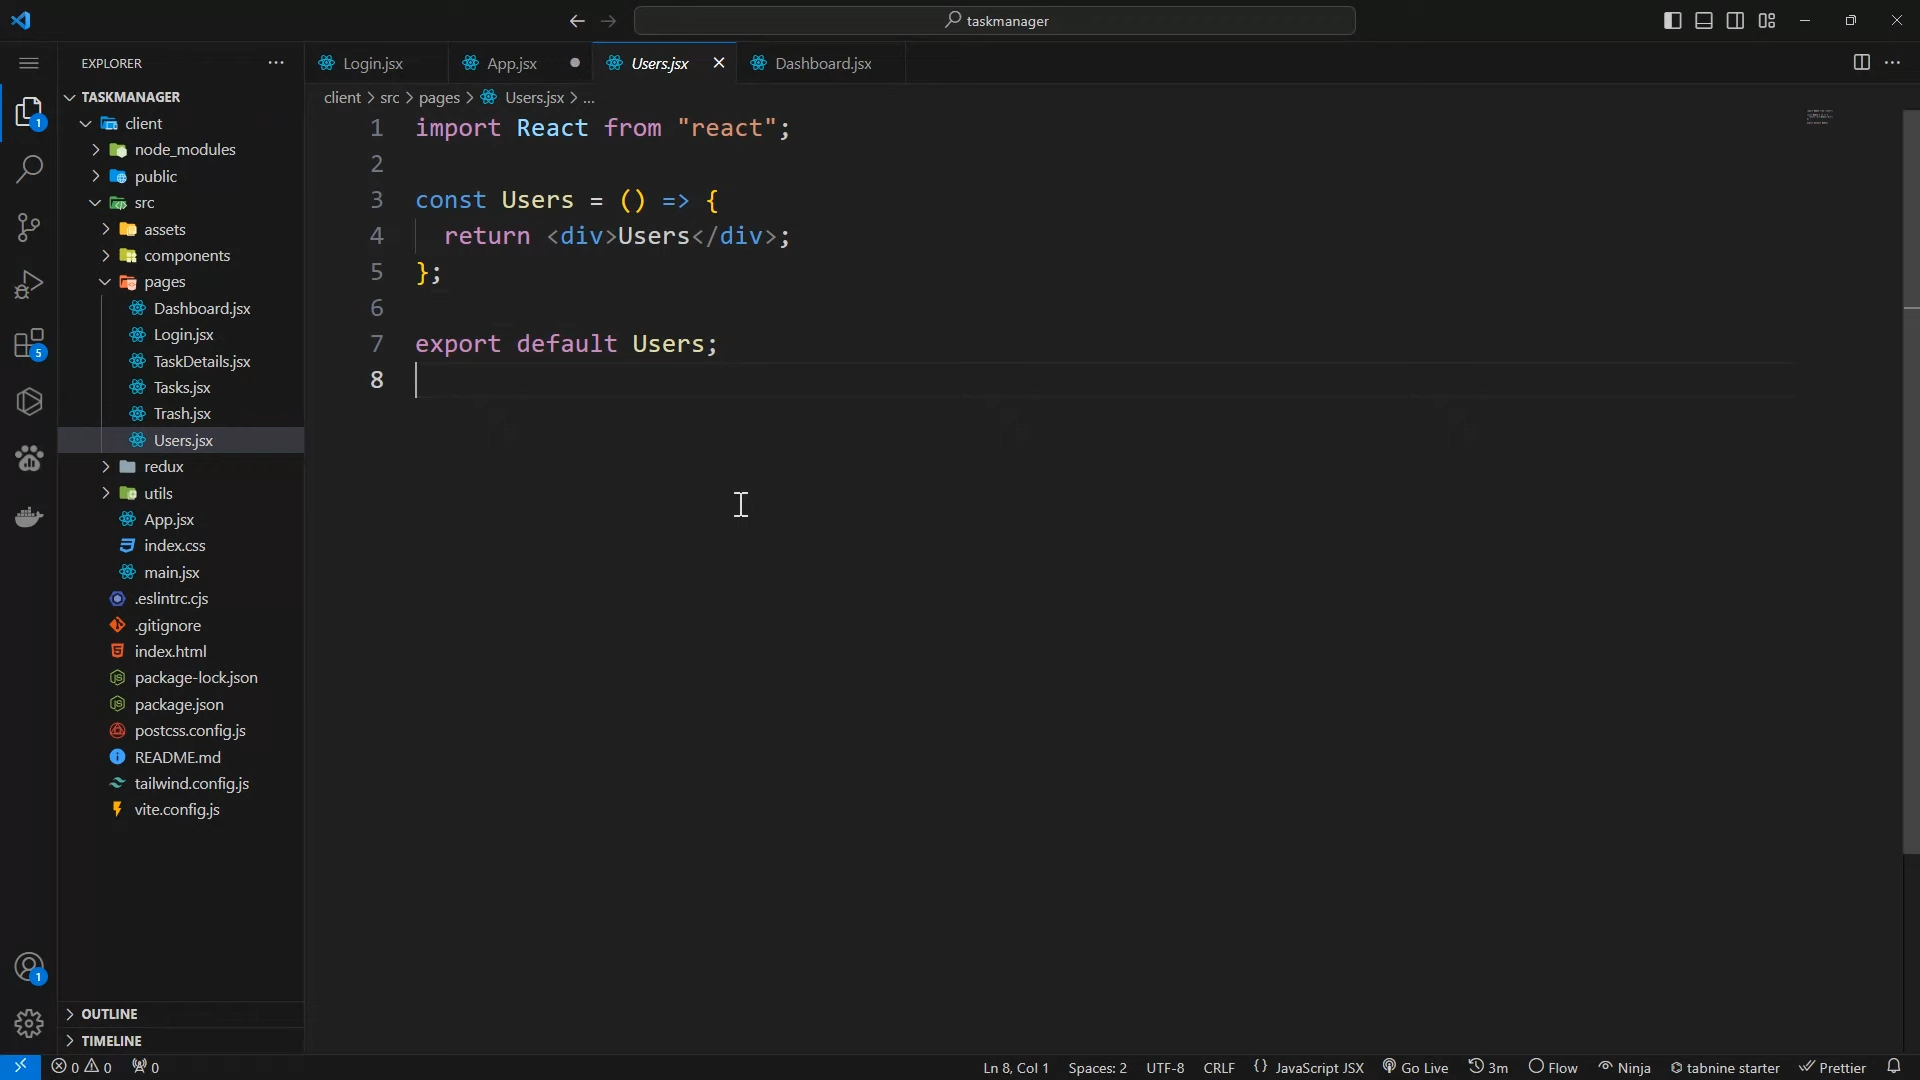 taskmanager
EXPLORER
TASKMANAGER
client
node_modules
public
src
assets
components
pages
Dashboard.jsx
Login.jsx
TaskDetails.jsx
Tasks.jsx
Trash.jsx
Users.jsx
redux
utils
App.jsx
index.css
main.jsx
.eslintrc.cjs
.gitignore
index.html
package-lock.json
package.json
postcss.config.js
README.md
tailwind.config.js
vite.config.js
OUTLINE
TIMELINE
1
5
1
Login.jsx App.jsx Users.jsx Dashboard.jsx
client > src > pages > Users.jsx > ...
1 import React from "react";
2
3 const Users = () => {
4 return <div>Users</div>;
5 };
6
7 export default Users;
8
0 0 0 Ln 8, Col 1 Spaces: 2 UTF-8 CRLF {} JavaScript JSX Go Live 3m Flow Ninja tabnine starter Prettier